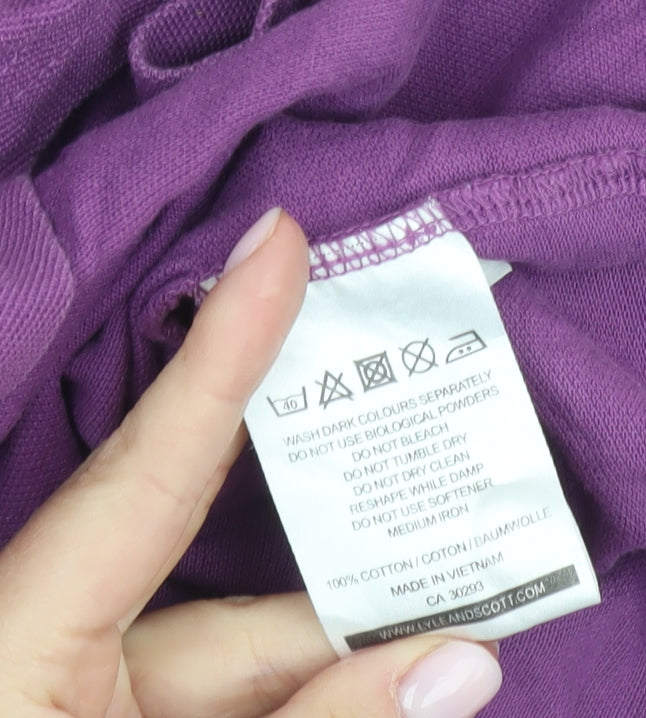 40
WASH DARK COLOURS SEPARATELY
DO NOT USE BIOLOGICAL POWDERS
DO NOT BLEACH
DO NOT TUMBLE DRY
DO NOT DRY CLEAN
RESHAPE WHILE DAMP
DO NOT USE SOFTENER
MEDIUM IRON
100% COTTON / COTON / BAUMWOLLE
MADE IN VIETNAM
CA 30293
WWW.LYLEANDSCOTT.COM